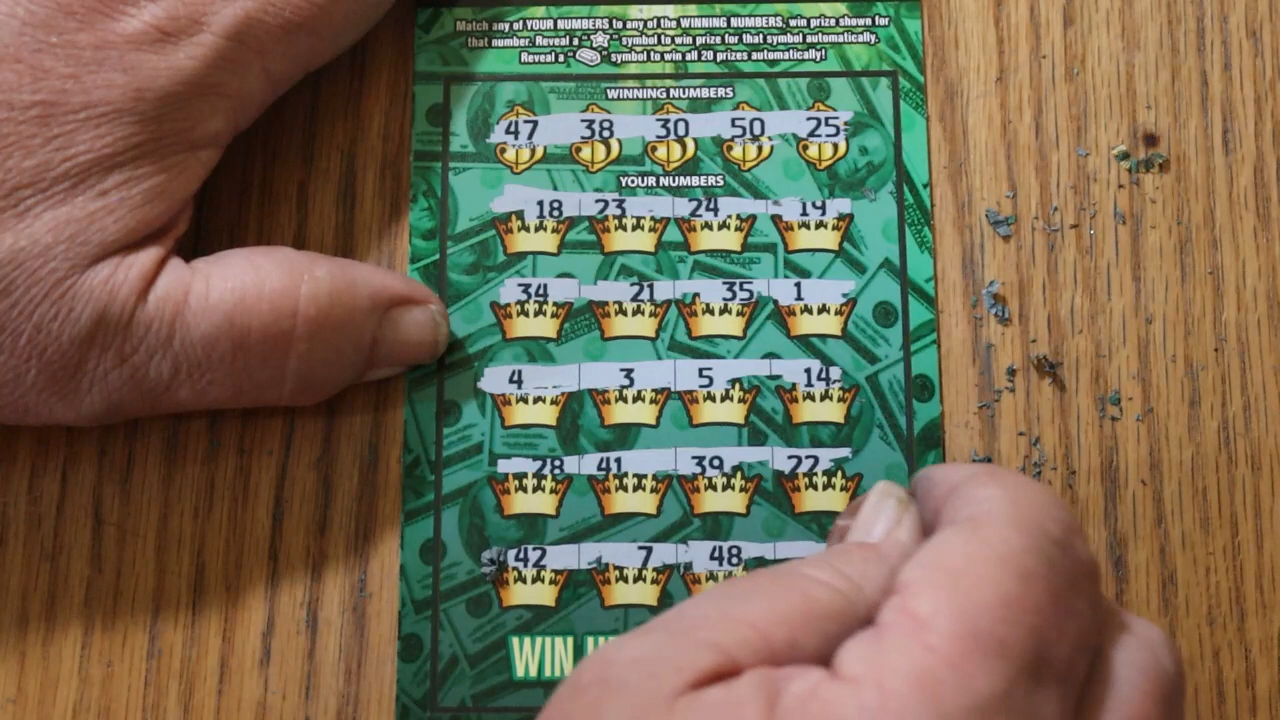 Match any of YOUR NUMBERS to any of the WINNING NUMBERS, win prize shown for
that number. Reveal a "" symbol to win prize for that symbol automatically.
Reveal a "" symbol to win all 20 prizes automatically!
WINNING NUMBERS
47 38 30 50 25
YOUR NUMBERS
18 23 24 19
34 21 35 1
4 3 5 14
28 41 39 22
42 7 48
WIN